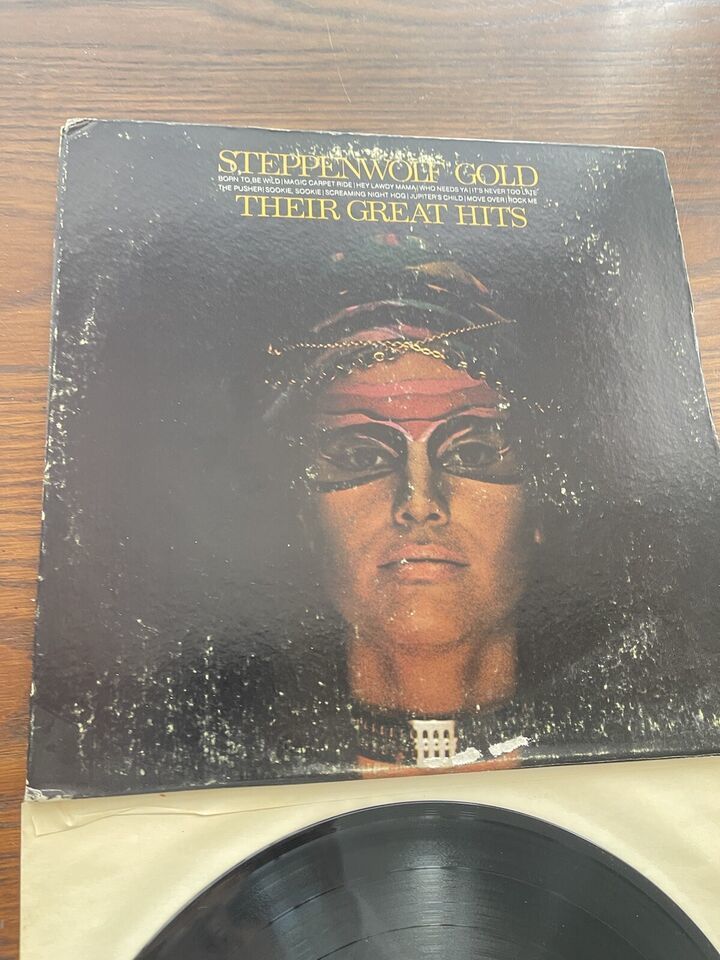 STEPPENWOLF GOLD
BORN TO BE WILD | MAGIC CARPET RIDE | HEY LAWDY MAMA | WHO NEEDS YA | IT'S NEVER TOO LATE
THE PUSHER | SOOKIE, SOOKIE | SCREAMING NIGHT HOG | JUPITER'S CHILD | MOVE OVER | ROCK ME
THEIR GREAT HITS